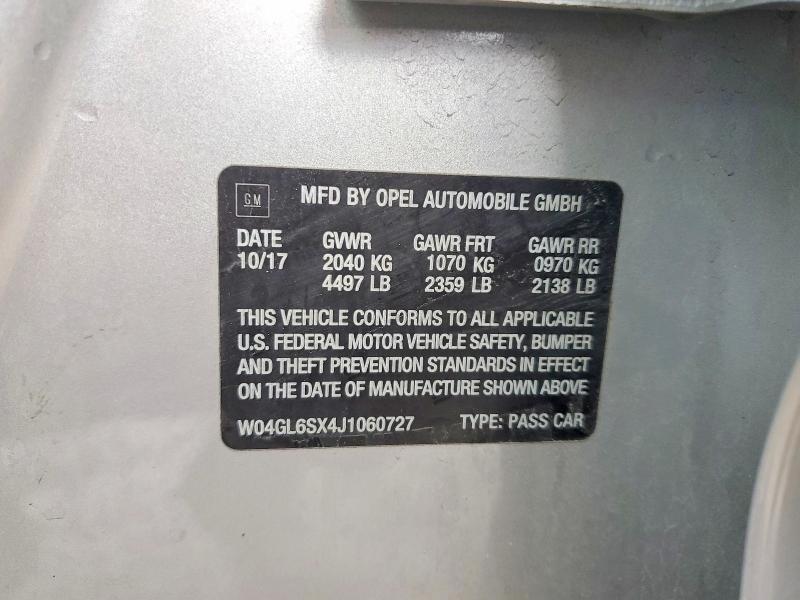 GM
MFD BY OPEL AUTOMOBILE GMBH
DATE GVWR GAWR FRT GAWR RR
10/17 2040 KG 1070 KG 0970 KG
4497 LB 2359 LB 2138 LB
THIS VEHICLE CONFORMS TO ALL APPLICABLE
U.S. FEDERAL MOTOR VEHICLE SAFETY, BUMPER
AND THEFT PREVENTION STANDARDS IN EFFECT
ON THE DATE OF MANUFACTURE SHOWN ABOVE
W04GL6SX4J1060727 TYPE: PASS CAR